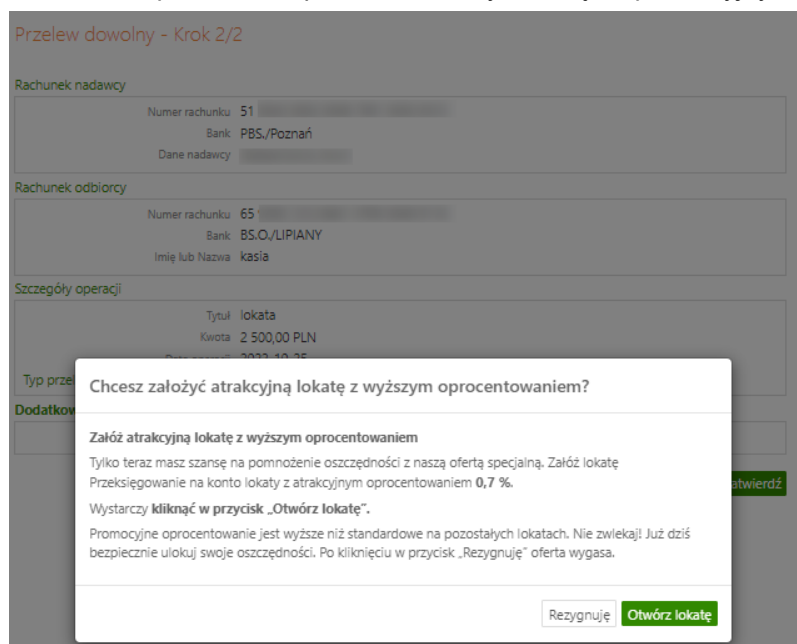 Przelew dowolny - Krok 2/2
Rachunek nadawcy
Numer rachunku 51
Bank PBS./Poznań
Dane nadawcy
Rachunek odbiorcy
Numer rachunku 65
Bank BS.O./LIPIANY
Imię lub Nazwa kasia
Szczegóły operacji
Tytuł lokata
Kwota 2 500,00 PLN
Typ przel
Chcesz założyć atrakcyjną lokatę z wyższym oprocentowaniem?
Dodatkow
Załóż atrakcyjną lokatę z wyższym oprocentowaniem
Tylko teraz masz szansę na pomnożenie oszczędności z naszą ofertą specjalną. Załóż lokatę
Przeksięgowanie na konto lokaty z atrakcyjnym oprocentowaniem 0,7 %.
atwierdź
Wystarczy kliknąć w przycisk „Otwórz lokatę”.
Promocyjne oprocentowanie jest wyższe niż standardowe na pozostałych lokatach. Nie zwlekaj! Już dziś
bezpiecznie ulokuj swoje oszczędności. Po kliknięciu w przycisk „Rezygnuję” oferta wygasa.
Rezygnuję Otwórz lokatę